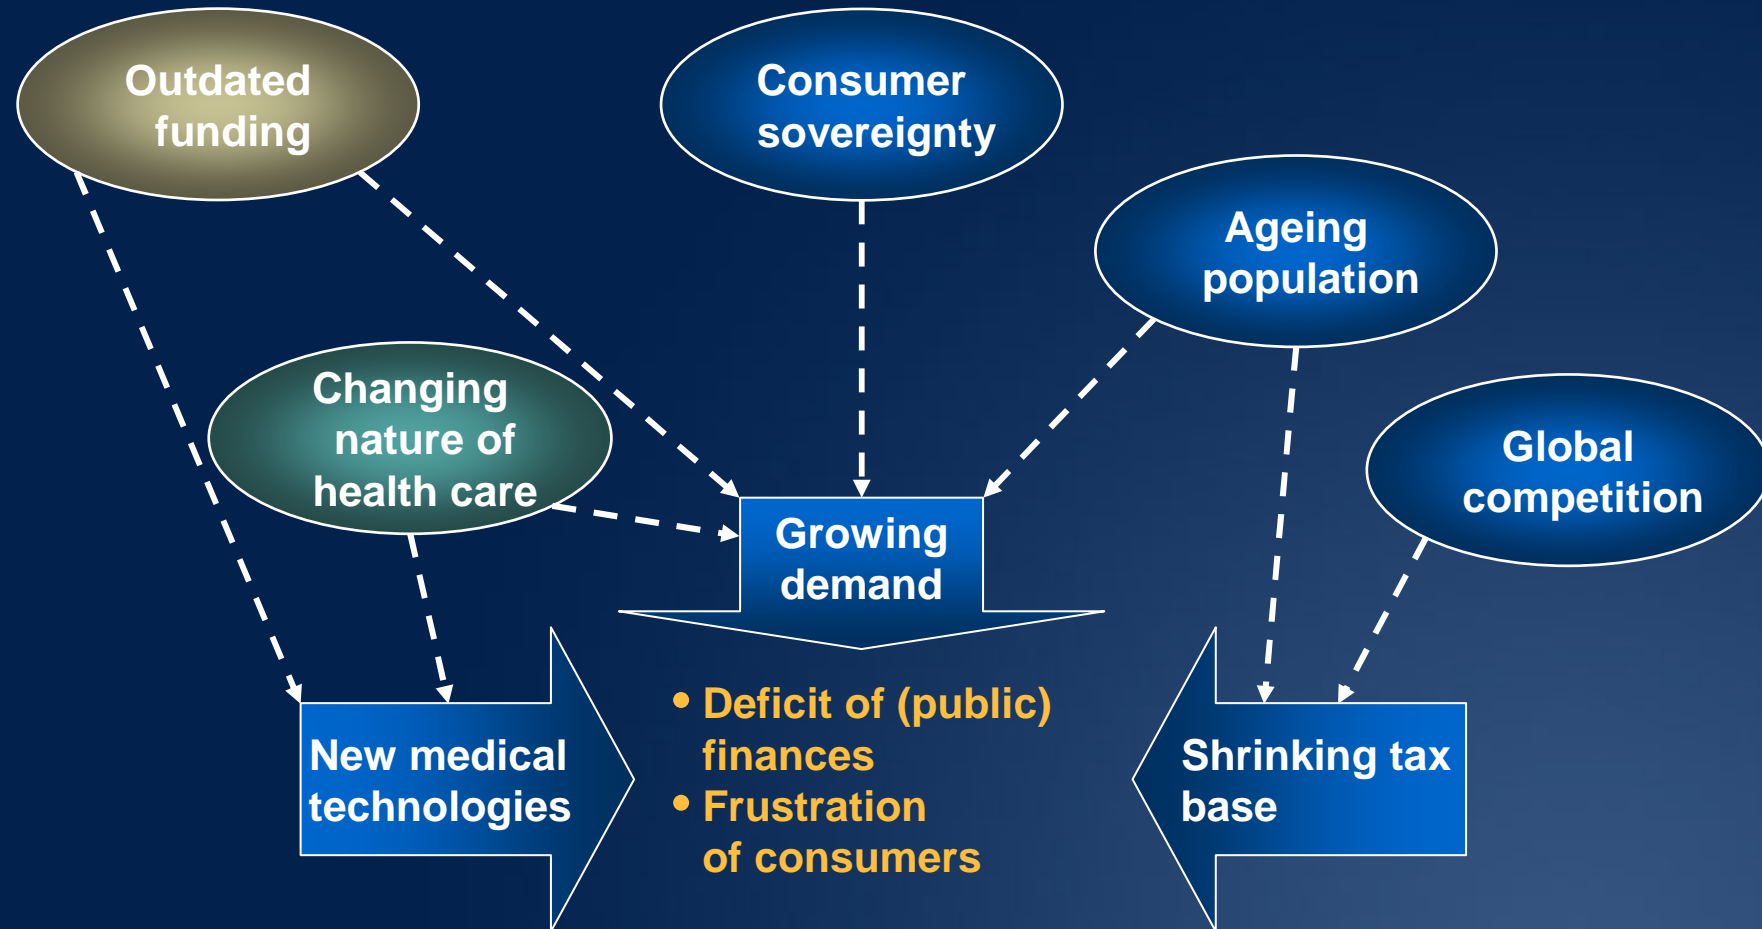 Outdated
funding
Consumer
sovereignty
Ageing
population
Changing
nature of
health care
Global
competition
Growing
demand
New medical
technologies
• Deficit of (public)
finances
• Frustration
of consumers
Shrinking tax
base